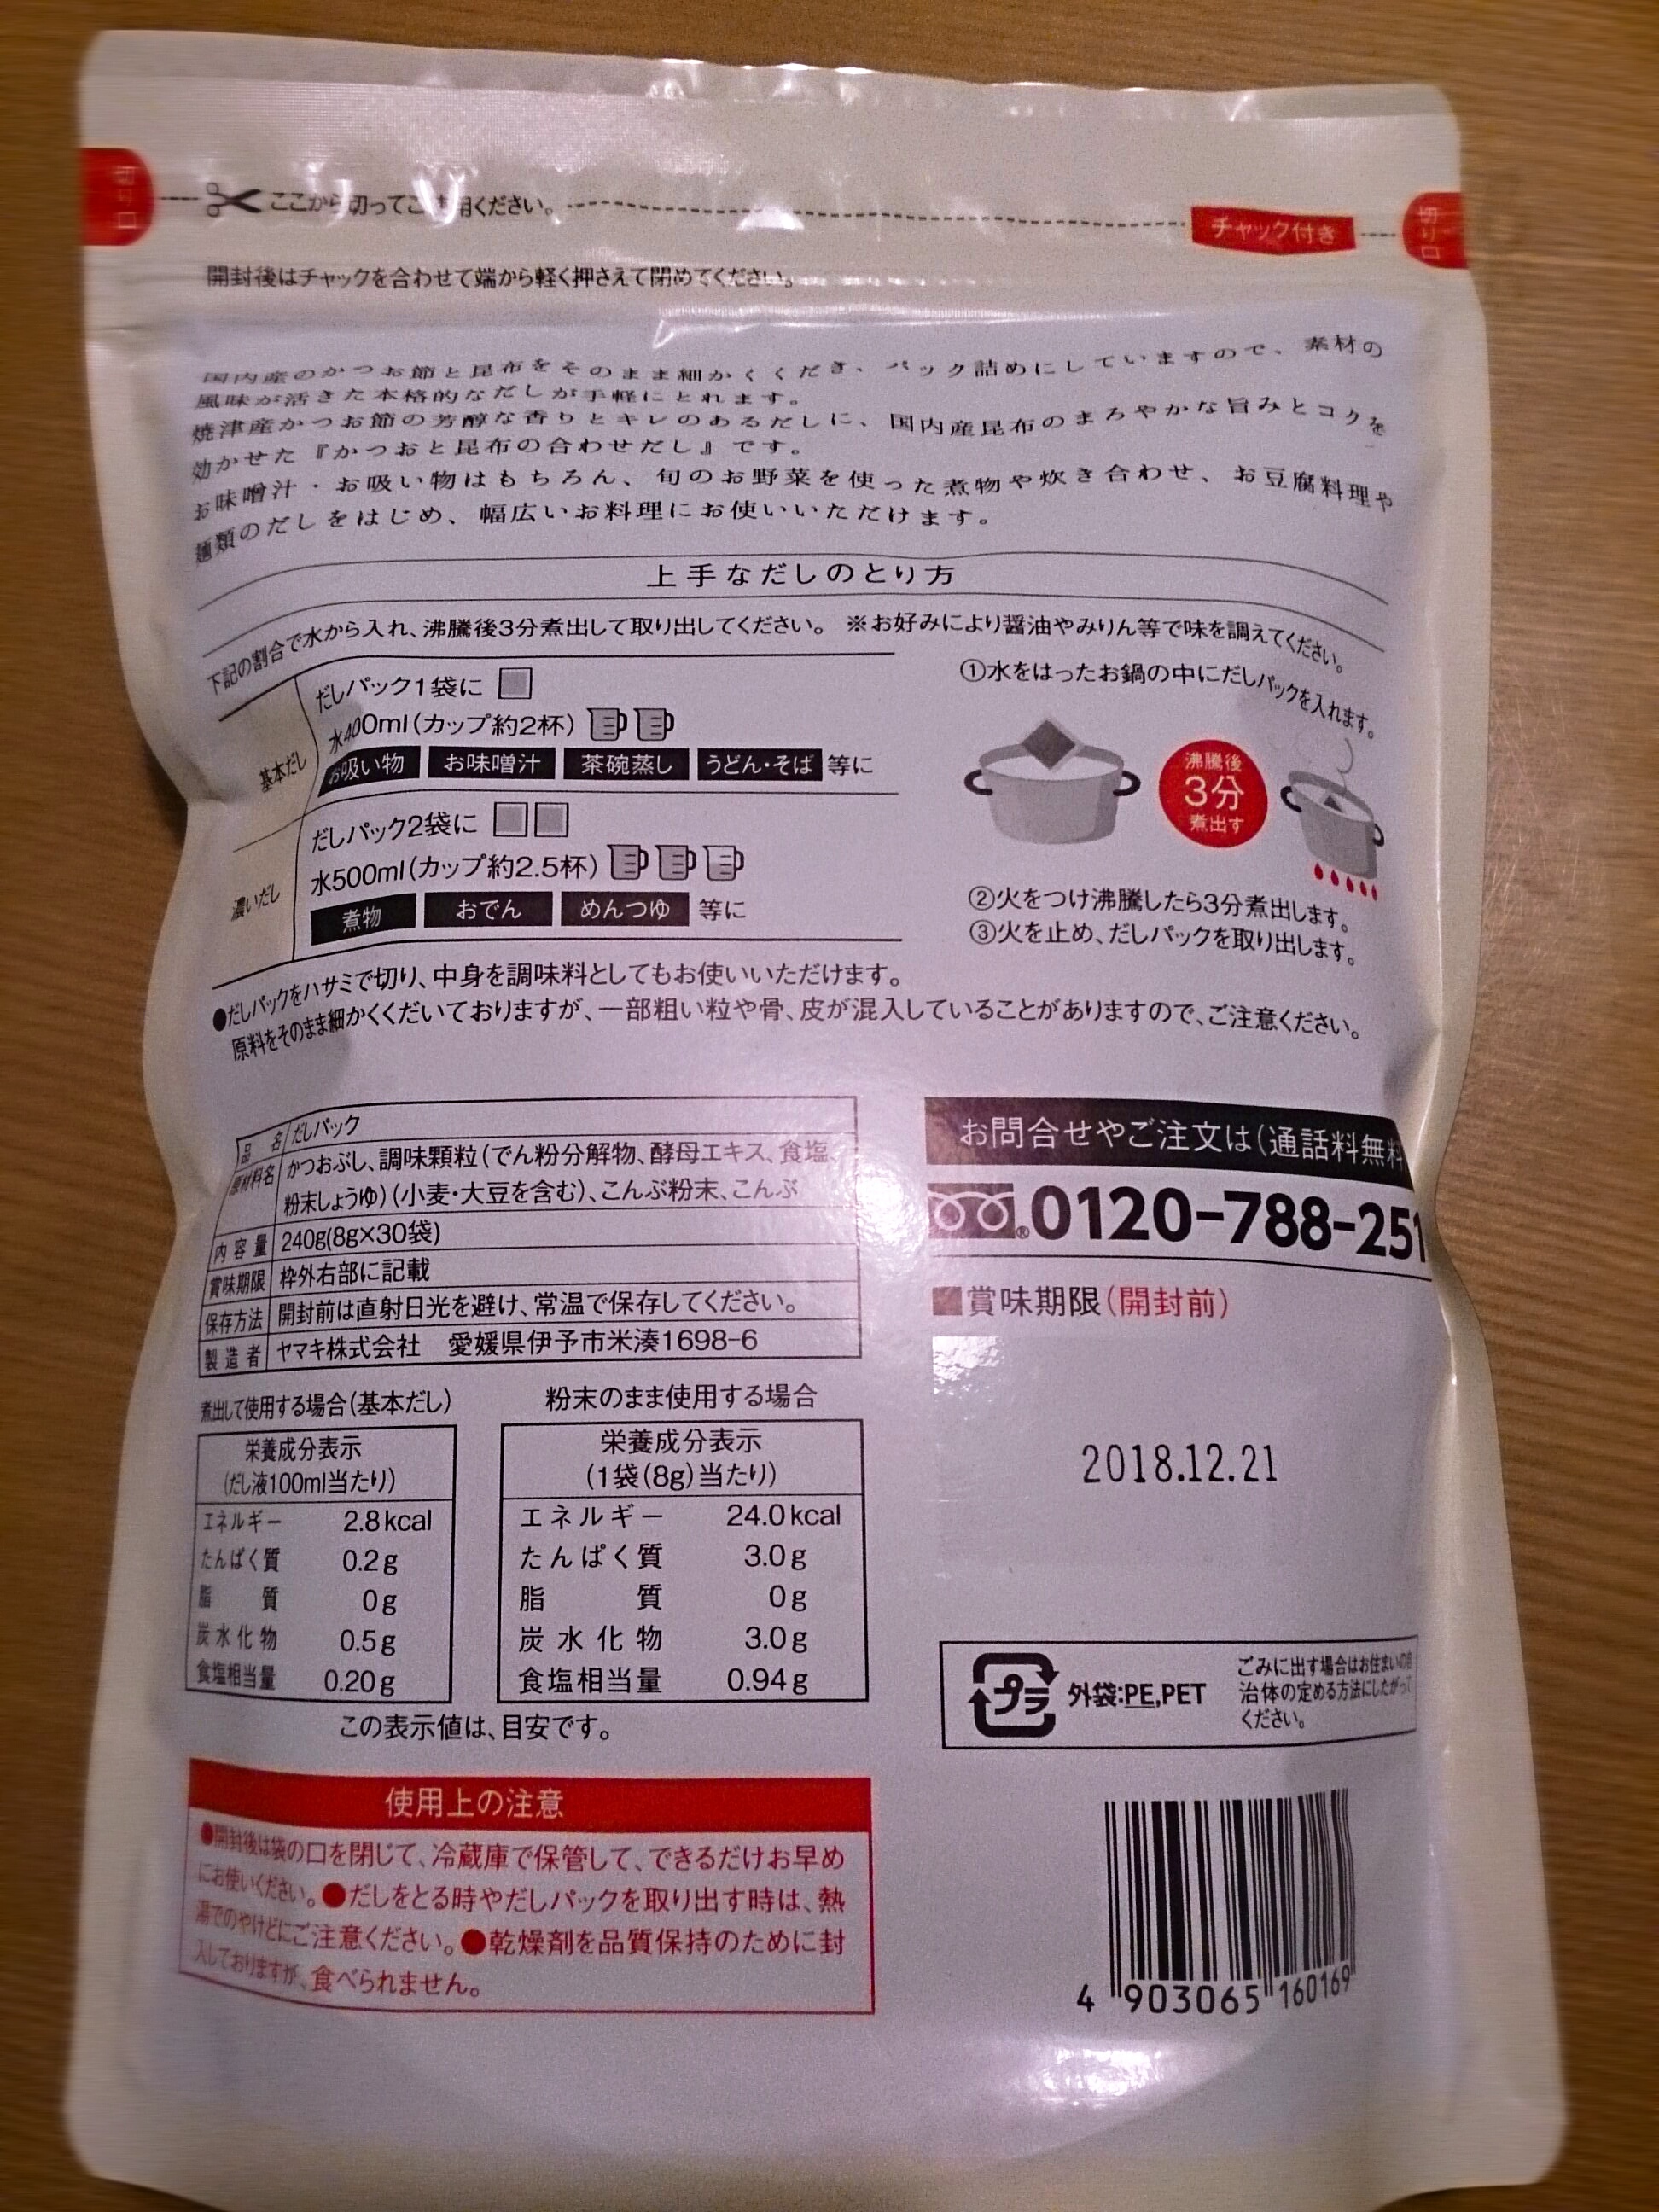 切り口
ここから切ってご利用ください。
チャック付き
切り口
開封後はチャックを合わせて端から軽く押さえて閉めてください。
国内産のかつお節と昆布をそのまま細かくくだき、パック詰めにしていますので、素材の
風味が活きた本格的なだしが手軽にとれます。
焼津産かつお節の芳醇な香りとキレのあるだしに、国内産昆布のまろやかな旨みとコクを
効かせた『かつおと昆布の合わせだし』です。
お味噌汁・お吸い物はもちろん、旬のお野菜を使った煮物や炊き合わせ、お豆腐料理や
麺類のだしをはじめ、幅広いお料理にお使いいただけます。
上手なだしのとり方
下記の割合で水から入れ、沸騰後3分煮出して取り出してください。 ※お好みにより醤油やみりん等で味を調えてください。
基本だし
だしパック1袋に
水400ml(カップ約2杯)
お吸い物 お味噌汁 茶碗蒸し うどん・そば 等に
濃いだし
だしパック2袋に
水500ml(カップ約2.5杯)
煮物 おでん めんつゆ 等に
①水をはったお鍋の中にだしパックを入れます。
沸騰後
3分
煮出す
②火をつけ沸騰したら3分煮出します。
③火を止め、だしパックを取り出します。
●だしパックをハサミで切り、中身を調味料としてもお使いいただけます。
原料をそのまま細かくくだいておりますが、一部粗い粒や骨、皮が混入していることがありますので、ご注意ください。
品名 だしパック
原材料名 かつおぶし、調味顆粒(でん粉分解物、酵母エキス、食塩、
粉末しょうゆ)(小麦・大豆を含む)、こんぶ粉末、こんぶ
内容量 240g(8g×30袋)
賞味期限 枠外右部に記載
保存方法 開封前は直射日光を避け、常温で保存してください。
製造者 ヤマキ株式会社 愛媛県伊予市米湊1698-6
お問合せやご注文は(通話料無料
0120-788-251
■賞味期限(開封前)
2018.12.21
煮出して使用する場合(基本だし)
栄養成分表示
(だし液100ml当たり)
エネルギー 2.8kcal
たんぱく質 0.2g
脂質 0g
炭水化物 0.5g
食塩相当量 0.20g
粉末のまま使用する場合
栄養成分表示
(1袋(8g)当たり)
エネルギー 24.0kcal
たんぱく質 3.0g
脂質 0g
炭水化物 3.0g
食塩相当量 0.94g
この表示値は、目安です。
プラ
外袋:PE,PET
ごみに出す場合はお住まいの自
治体の定める方法にしたがって
ください。
使用上の注意
●開封後は袋の口を閉じて、冷蔵庫で保管して、できるだけお早め
にお使いください。●だしをとる時やだしパックを取り出す時は、熱
湯でのやけどにご注意ください。●乾燥剤を品質保持のために封
入しておりますが、食べられません。
4 903065 160169